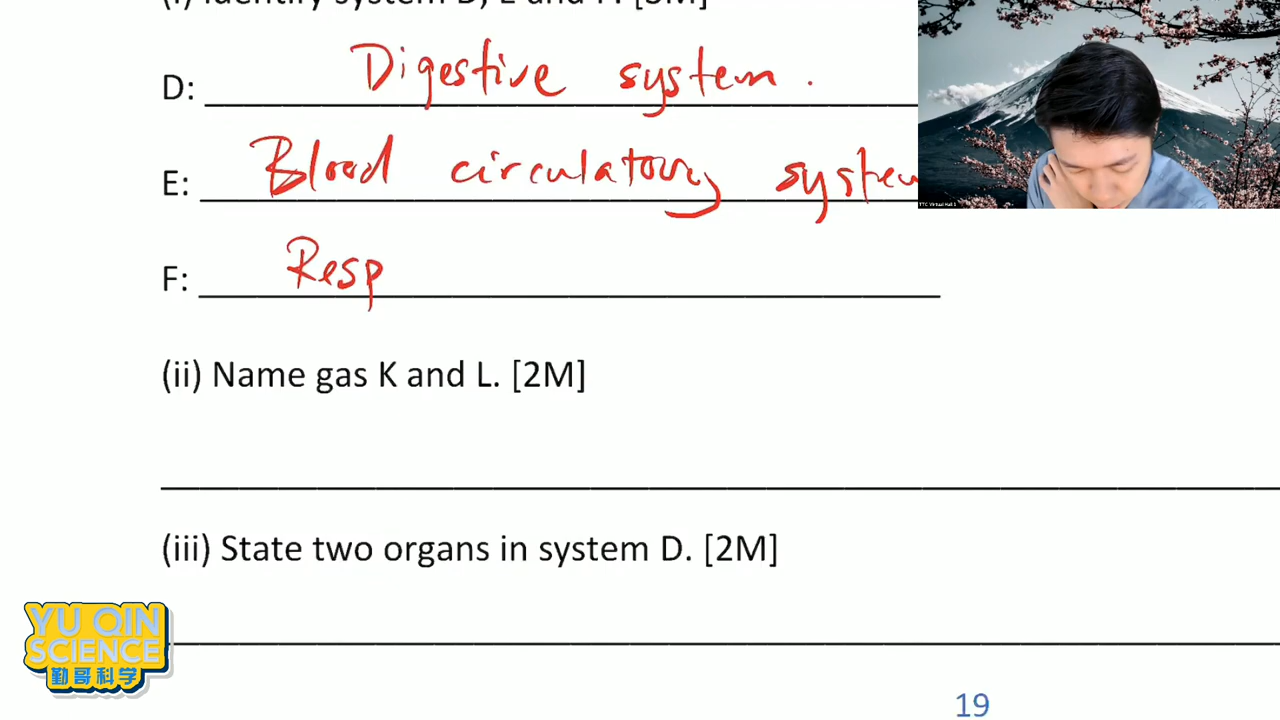 D: Digestive system.
E: Blood circulatory system
F: Resp
(ii) Name gas K and L. [2M]
(iii) State two organs in system D. [2M]
YU QIN
SCIENCE
勤哥科学
19